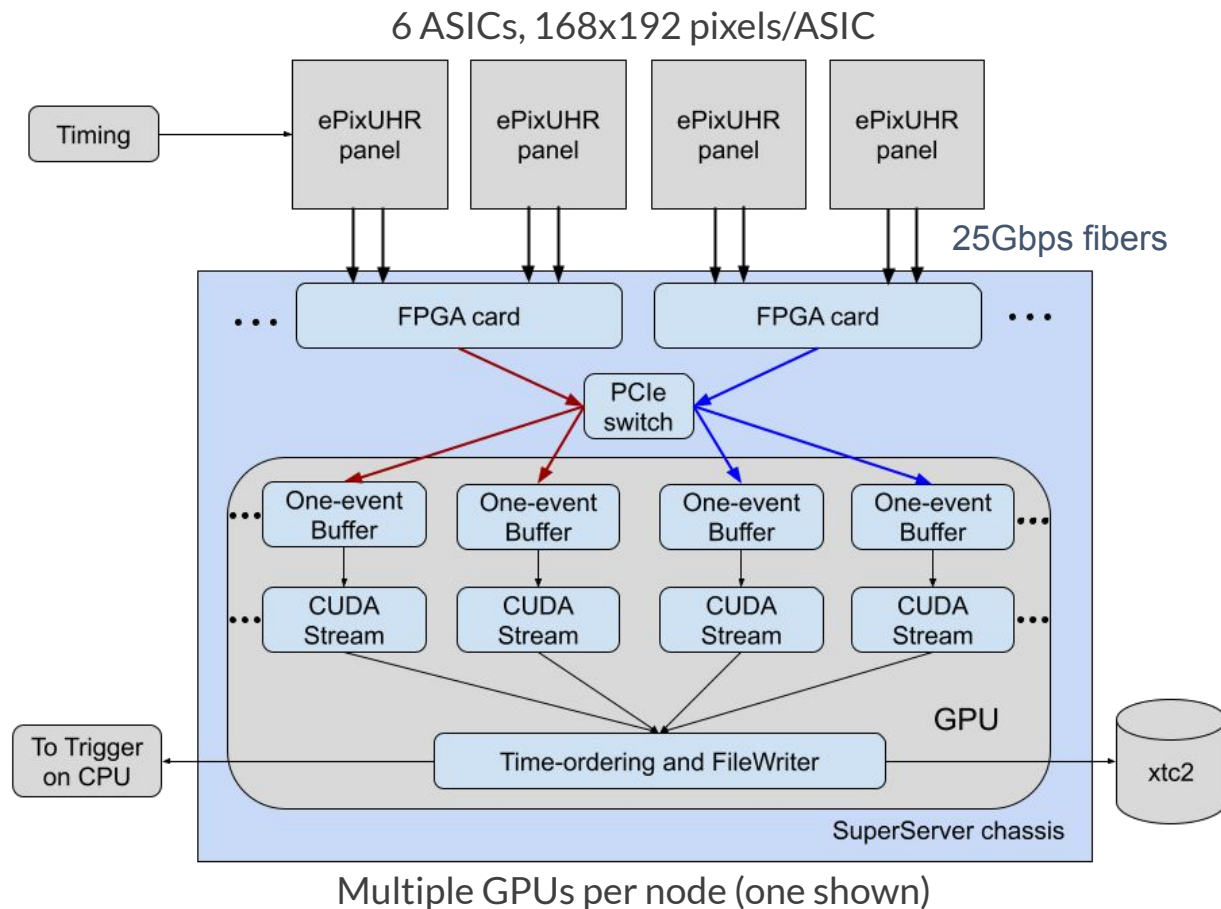 6 ASICs, 168x192 pixels/ASIC
Timing
ePixUHR
panel
ePixUHR
panel
ePixUHR
panel
ePixUHR
panel
25Gbps fibers
FPGA card
FPGA card
PCIe
switch
One-event
Buffer
One-event
Buffer
One-event
Buffer
One-event
Buffer
CUDA
Stream
CUDA
Stream
CUDA
Stream
CUDA
Stream
GPU
To Trigger
on CPU
Time-ordering and FileWriter
xtc2
SuperServer chassis
Multiple GPUs per node (one shown)